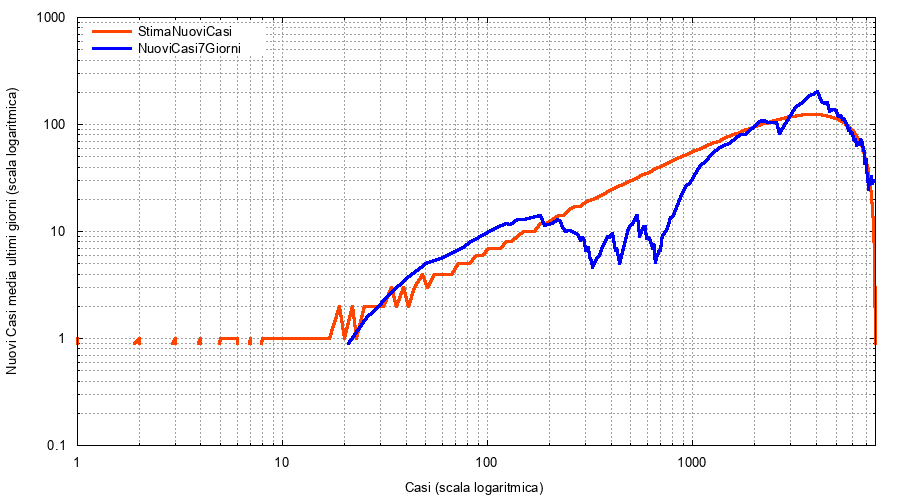 1000
StimaNuoviCasi
NuoviCasi7Giorni
100
10
1
0.1
Nuovi Casi media ultimi giorni (scala logaritmica)
1 10 100 1000
Casi (scala logaritmica)